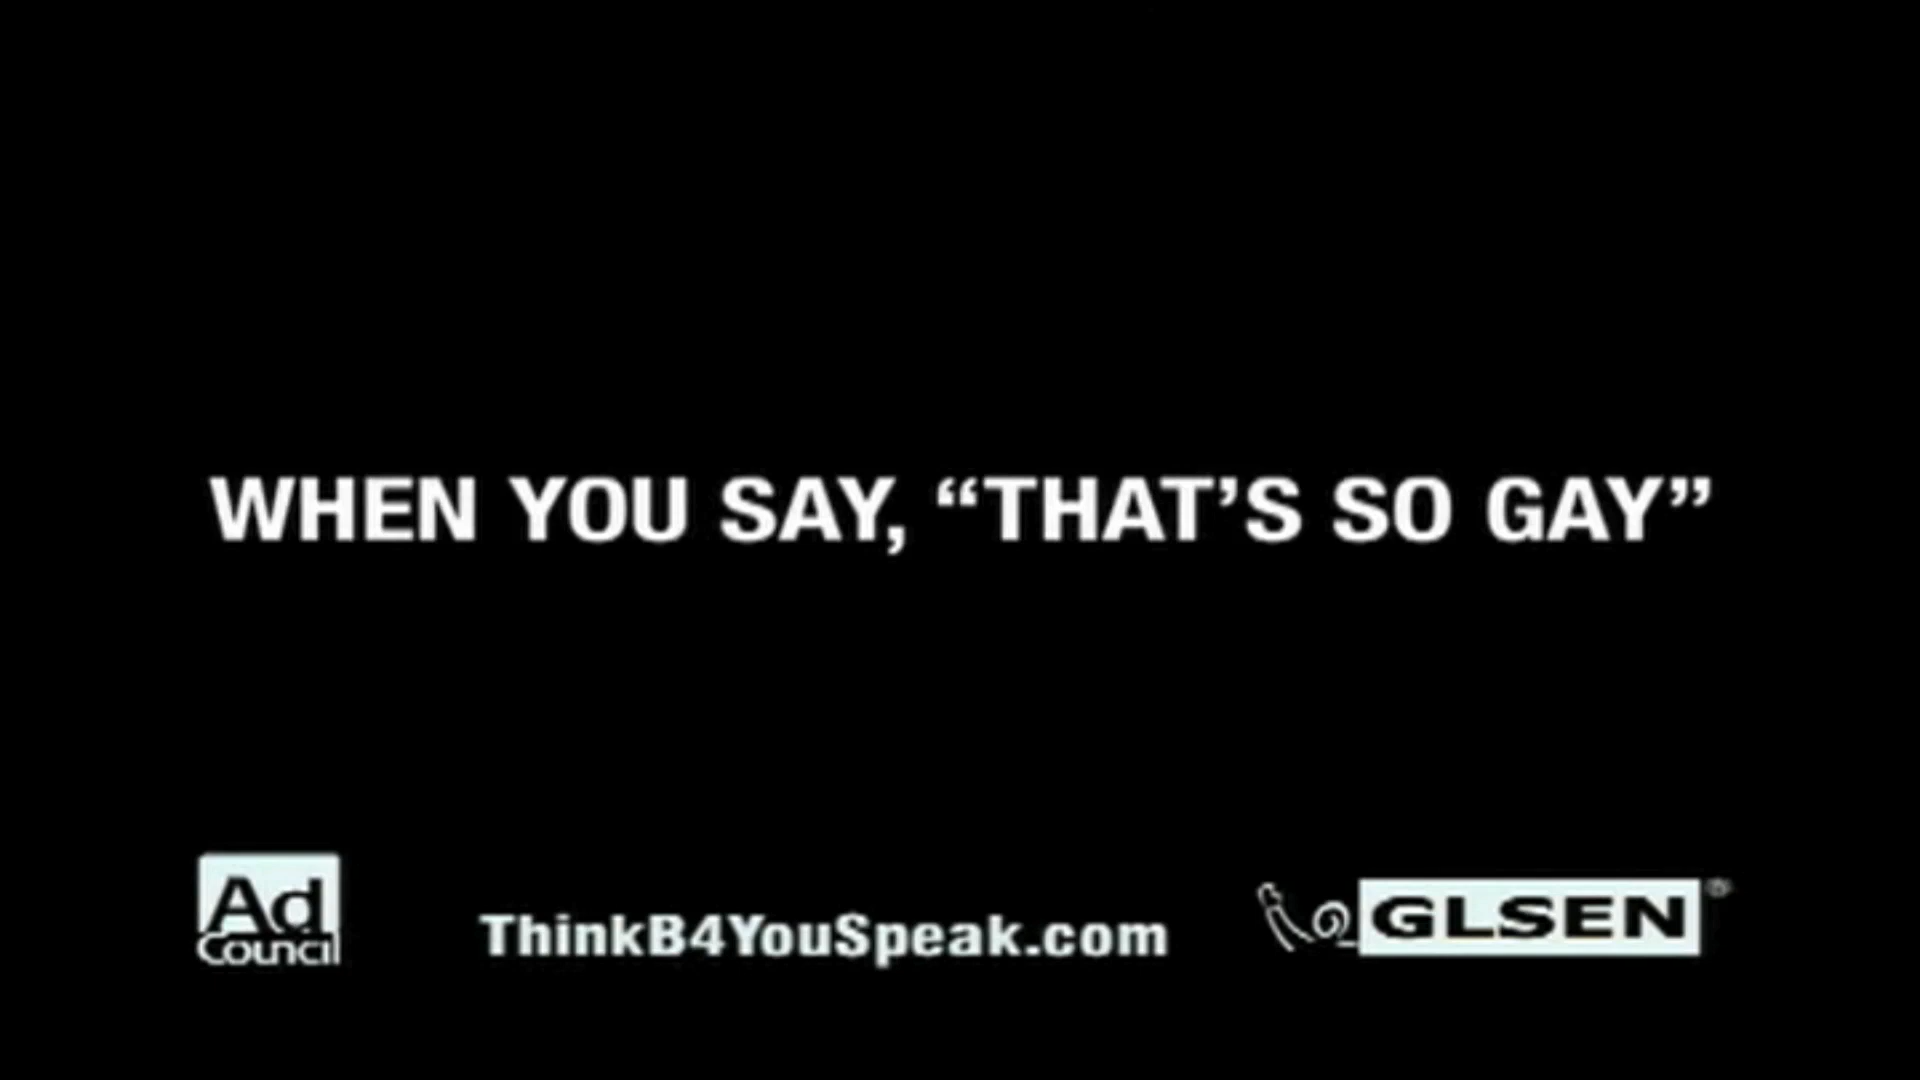 WHEN YOU SAY, “THAT’S SO GAY”
Ad
Council
ThinkB4YouSpeak.com
GLSEN®